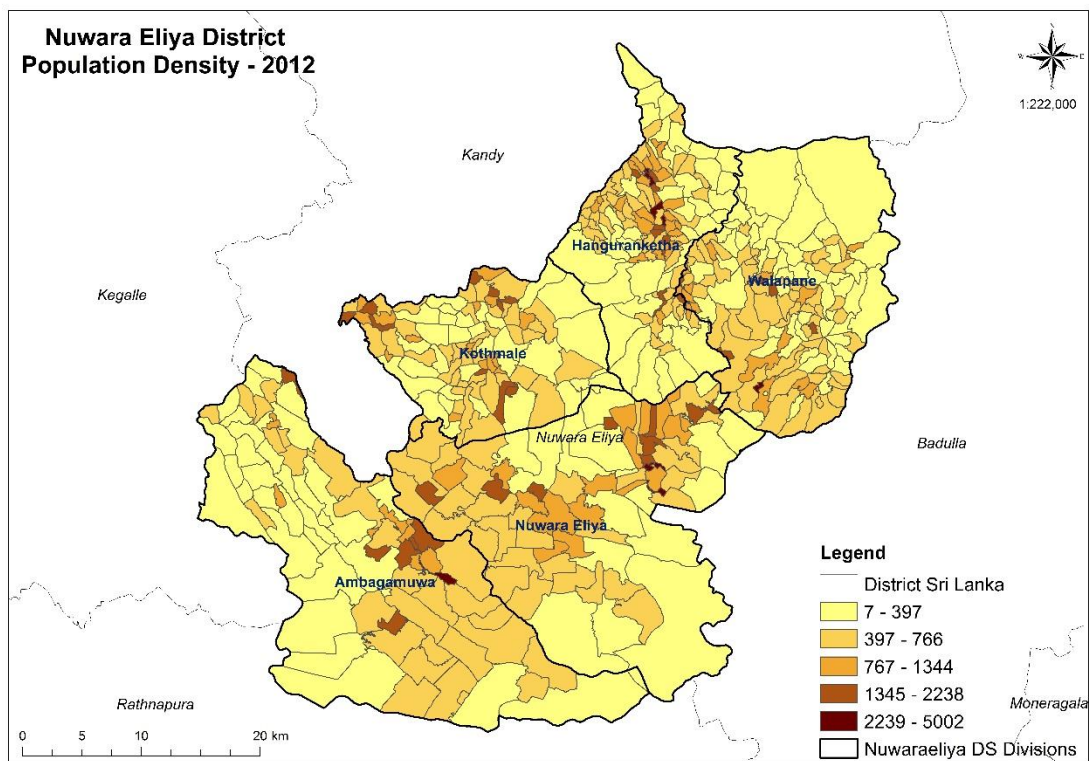 Nuwara Eliya District
Population Density - 2012
N
W E
S
1:222,000
Kandy
Hanguranketha
Walapane
Kegalle
Kothmale
Nuwara Eliya
Badulla
Nuwara Eliya
Ambagamuwa
Legend
District Sri Lanka
7 - 397
397 - 766
767 - 1344
1345 - 2238
2239 - 5002
Nuwaraeliya DS Divisions
Rathnapura
Moneragala
0 5 10 20 km